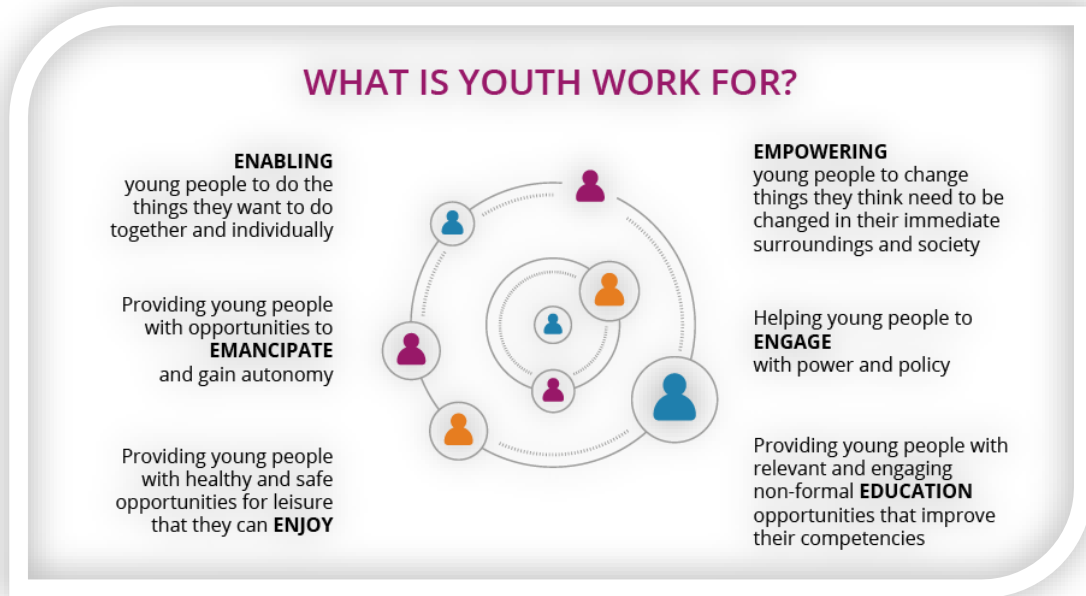 WHAT IS YOUTH WORK FOR?
ENABLING
young people to do the
things they want to do
together and individually
Providing young people
with opportunities to
EMANCIPATE
and gain autonomy
Providing young people
with healthy and safe
opportunities for leisure
that they can ENJOY
EMPOWERING
young people to change
things they think need to be
changed in their immediate
surroundings and society
Helping young people to
ENGAGE
with power and policy
Providing young people with
relevant and engaging
non-formal EDUCATION
opportunities that improve
their competencies